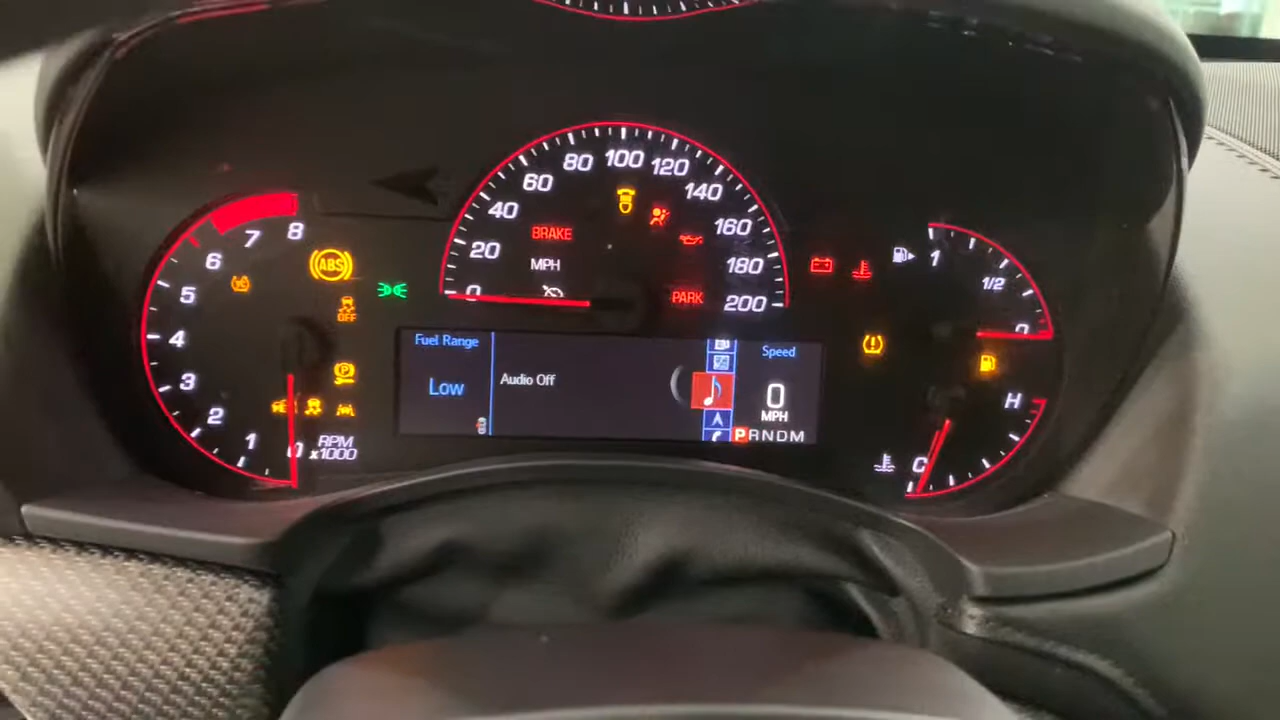 8
7
6
5
4
3
2
1
0
RPM
x1000
ABS
OFF
P
0
20
40
60
80
100
120
140
160
180
200
BRAKE
MPH
PARK
Fuel Range
Low
Audio Off
Speed
0
MPH
PRNDM
1
1/2
0
H
C